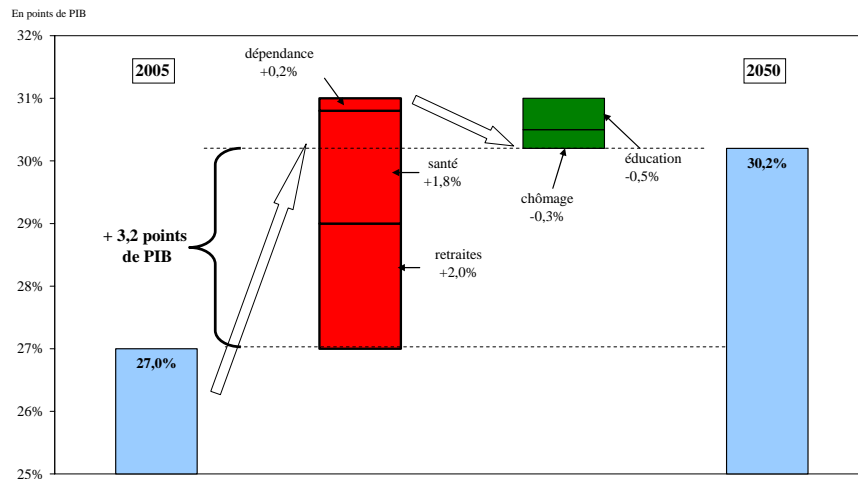 En points de PIB
32%
31%
30%
29%
28%
27%
26%
25%
2005
2050
dépendance
+0,2%
santé
+1,8%
retraites
+2,0%
éducation
-0,5%
chômage
-0,3%
+ 3,2 points
de PIB
27,0%
30,2%